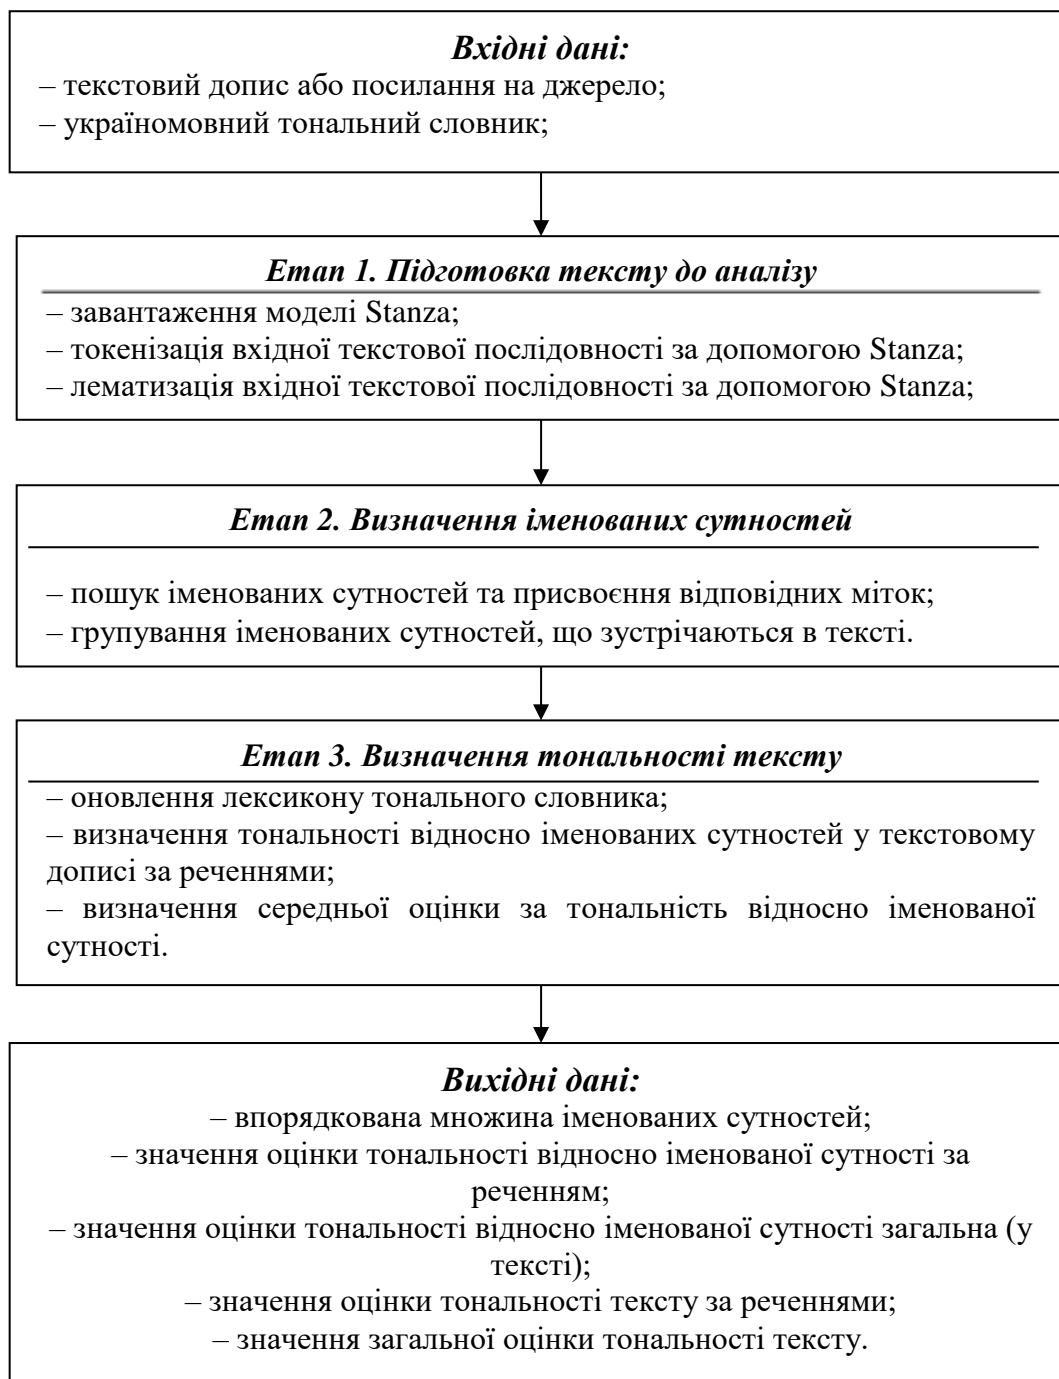 Вхідні дані:
– текстовий допис або посилання на джерело;
– україномовний тональний словник;
Етап 1. Підготовка тексту до аналізу
– завантаження моделі Stanza;
– токенізація вхідної текстової послідовності за допомогою Stanza;
– лематизація вхідної текстової послідовності за допомогою Stanza;
Етап 2. Визначення іменованих сутностей
– пошук іменованих сутностей та присвоєння відповідних міток;
– групування іменованих сутностей, що зустрічаються в тексті.
Етап 3. Визначення тональності тексту
– оновлення лексикону тонального словника;
– визначення тональності відносно іменованих сутностей у текстовому
дописі за реченнями;
– визначення середньої оцінки за тональність відносно іменованої
сутності.
Вихідні дані:
– впорядкована множина іменованих сутностей;
– значення оцінки тональності відносно іменованої сутності за
реченням;
– значення оцінки тональності відносно іменованої сутності загальна (у
тексті);
– значення оцінки тональності тексту за реченнями;
– значення загальної оцінки тональності тексту.